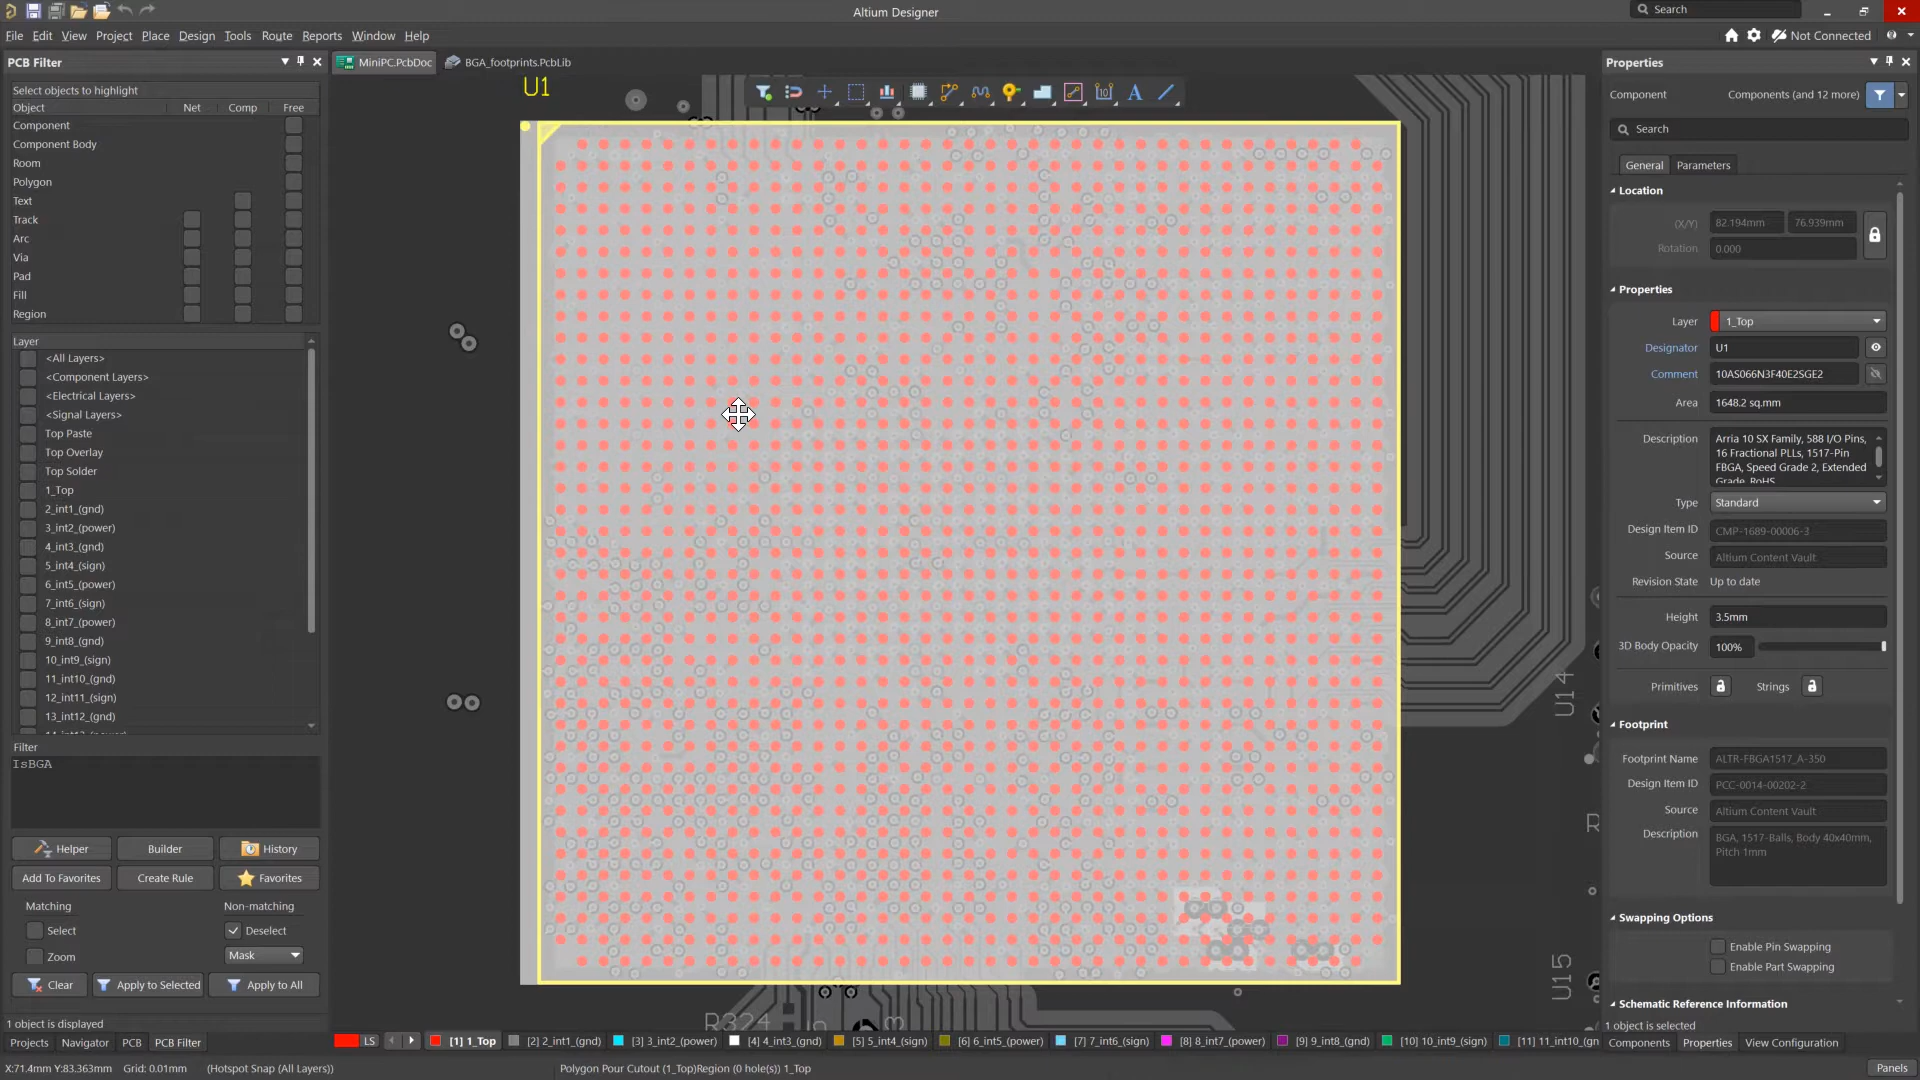 Altium Designer
Search
File Edit View Project Place Design Tools Route Reports Window Help
Not Connected
PCB Filter
Select objects to highlight
Object Net Comp Free
Component
Component Body
Room
Polygon
Text
Track
Arc
Via
Pad
Fill
Region
Layer
<All Layers>
<Component Layers>
<Electrical Layers>
<Signal Layers>
Top Paste
Top Overlay
Top Solder
1_Top
2_int1_(gnd)
3_int2_(power)
4_int3_(gnd)
5_int4_(sign)
6_int5_(power)
7_int6_(sign)
8_int7_(power)
9_int8_(gnd)
10_int9_(sign)
11_int10_(gnd)
12_int11_(sign)
13_int12_(gnd)
Filter
IsBGA
Helper Builder History
Add To Favorites Create Rule Favorites
Matching Non-matching
Select Deselect
Zoom Mask
Clear Apply to Selected Apply to All
1 object is displayed
Projects Navigator PCB PCB Filter
MiniPC.PcbDoc BGA_footprints.PcbLib
U1
U14
U15
R324
R
LS [1] 1_Top [2] 2_int1_(gnd) [3] 3_int2_(power) [4] 4_int3_(gnd) [5] 5_int4_(sign) [6] 6_int5_(power) [7] 7_int6_(sign) [8] 8_int7_(power) [9] 9_int8_(gnd) [10] 10_int9_(sign) [11] 11_int10_(gn
Properties
Component Components (and 12 more)
Search
General Parameters
Location
(X/Y) 82.194mm 76.939mm
Rotation 0.000
Properties
Layer 1_Top
Designator U1
Comment 10AS066N3F40E2SGE2
Area 1648.2 sq.mm
Description Arria 10 SX Family, 588 I/O Pins,
16 Fractional PLLs, 1517-Pin
FBGA, Speed Grade 2, Extended
Grade, RoHS
Type Standard
Design Item ID CMP-1689-00006-3
Source Altium Content Vault
Revision State Up to date
Height 3.5mm
3D Body Opacity 100%
Primitives Strings
Footprint
Footprint Name ALTR-FBGA1517_A-350
Design Item ID PCC-0014-00202-2
Source Altium Content Vault
Description BGA, 1517-Balls, Body 40x40mm,
Pitch 1mm
Swapping Options
Enable Pin Swapping
Enable Part Swapping
Schematic Reference Information
1 object is selected
Components Properties View Configuration
X:71.4mm Y:83.363mm Grid: 0.01mm (Hotspot Snap (All Layers)) Polygon Pour Cutout (1_Top)Region (0 hole(s)) 1_Top
Panels